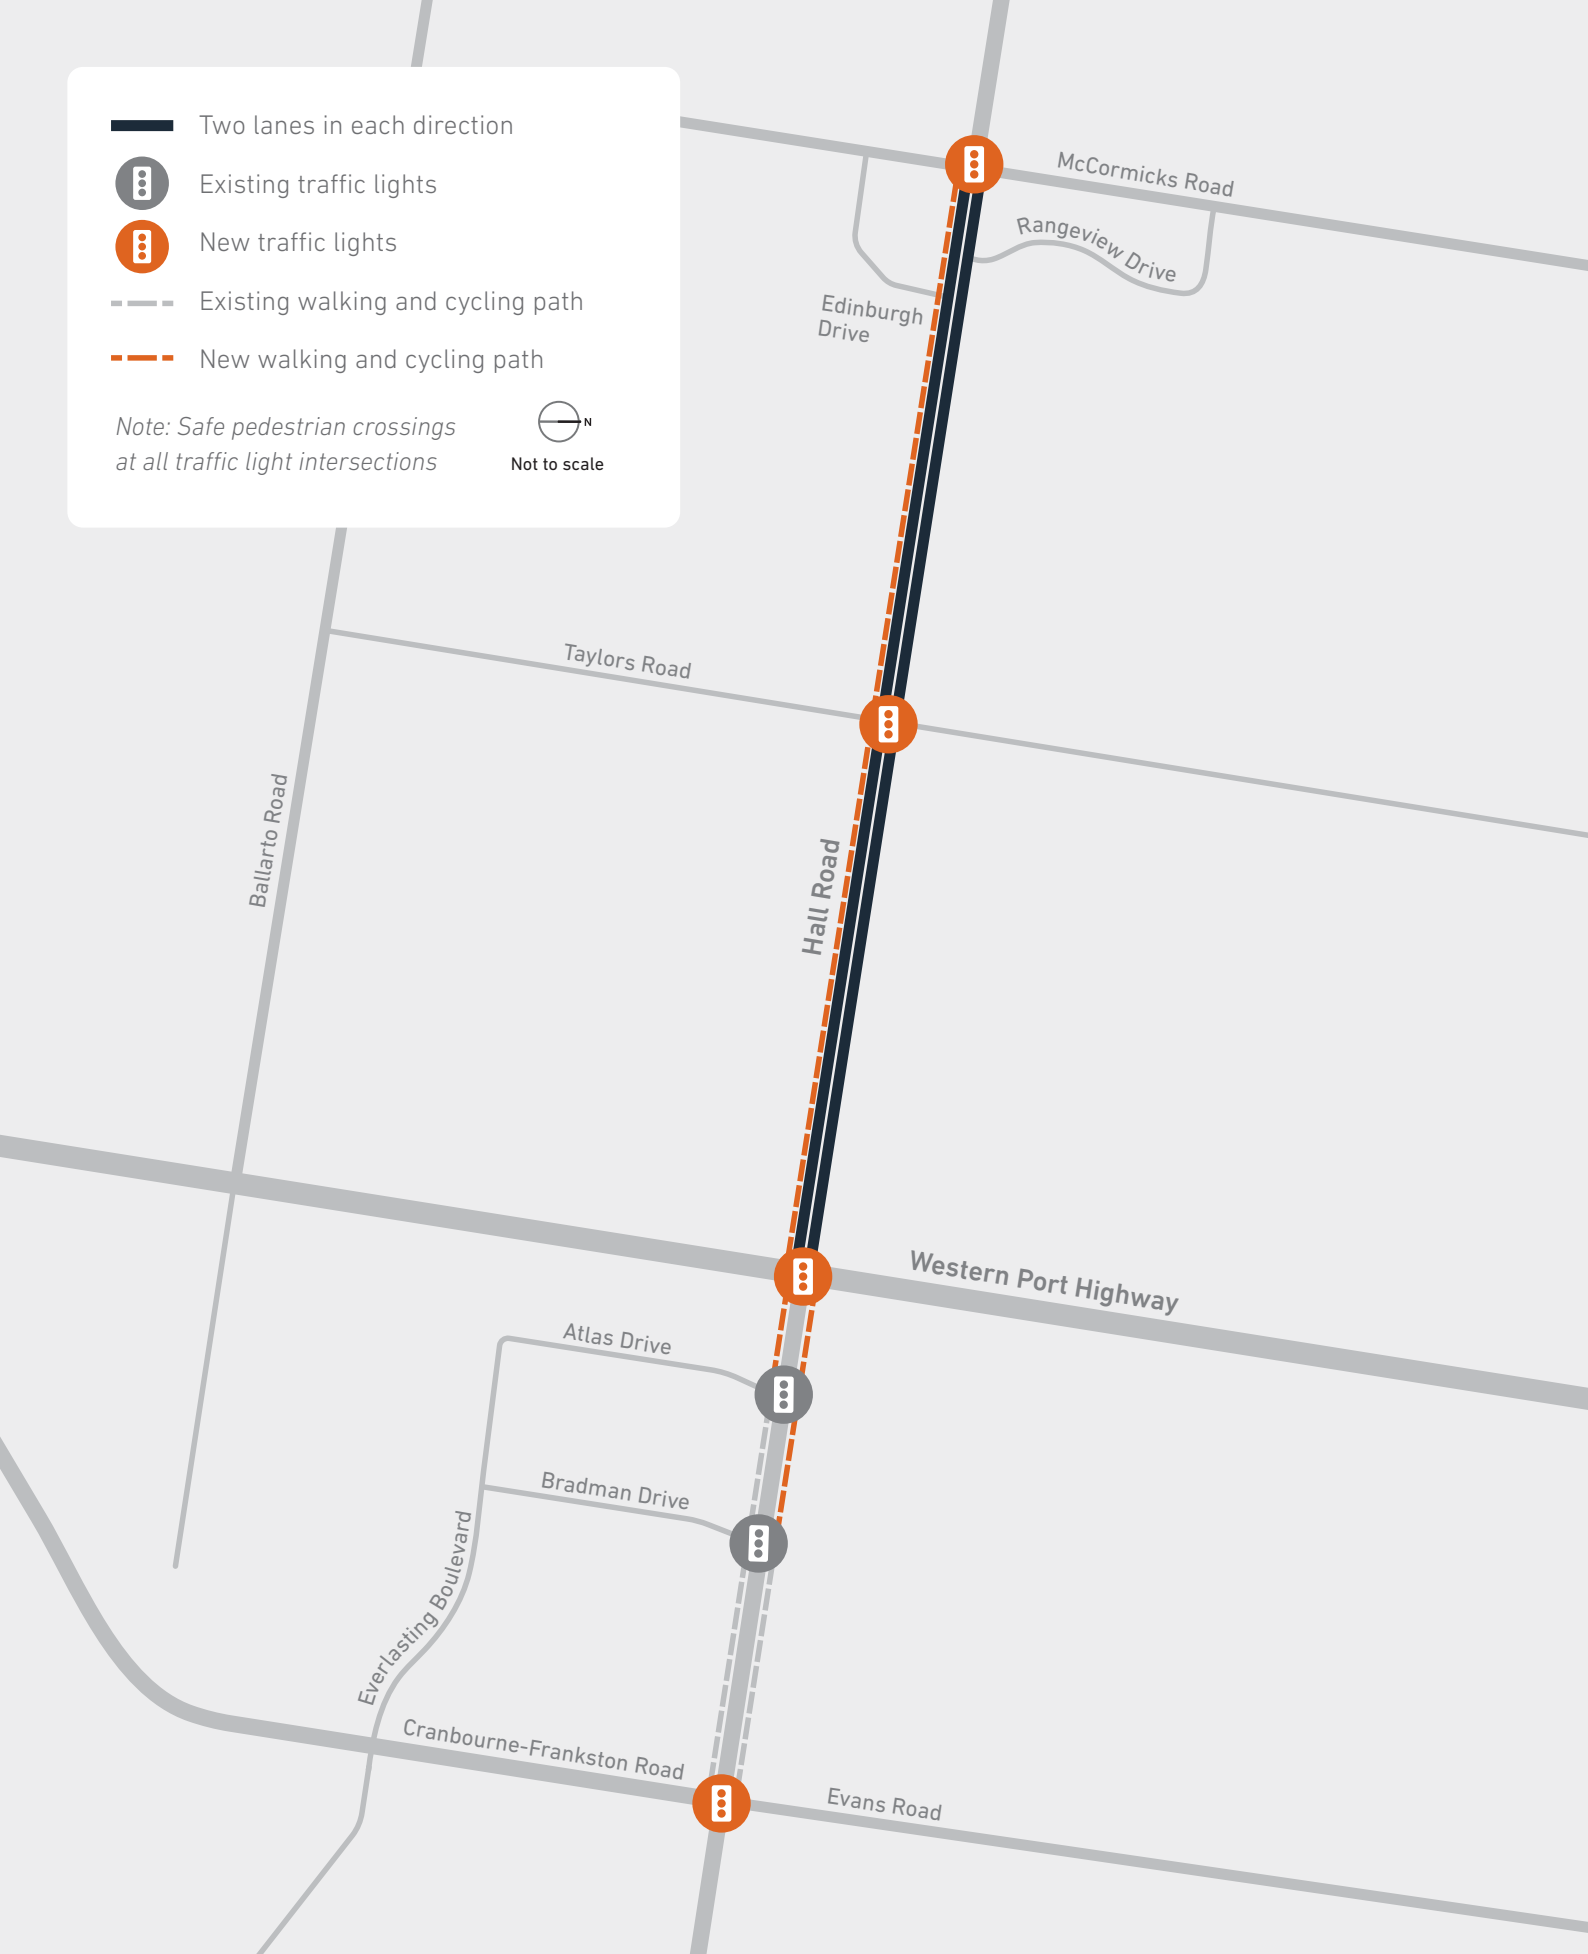 Two lanes in each direction
Existing traffic lights
New traffic lights
Existing walking and cycling path
New walking and cycling path
Note: Safe pedestrian crossings
at all traffic light intersections
N
Not to scale
McCormicks Road
Rangeview Drive
Edinburgh
Drive
Taylors Road
Ballarto Road
Hall Road
Western Port Highway
Atlas Drive
Bradman Drive
Everlasting Boulevard
Cranbourne-Frankston Road
Evans Road